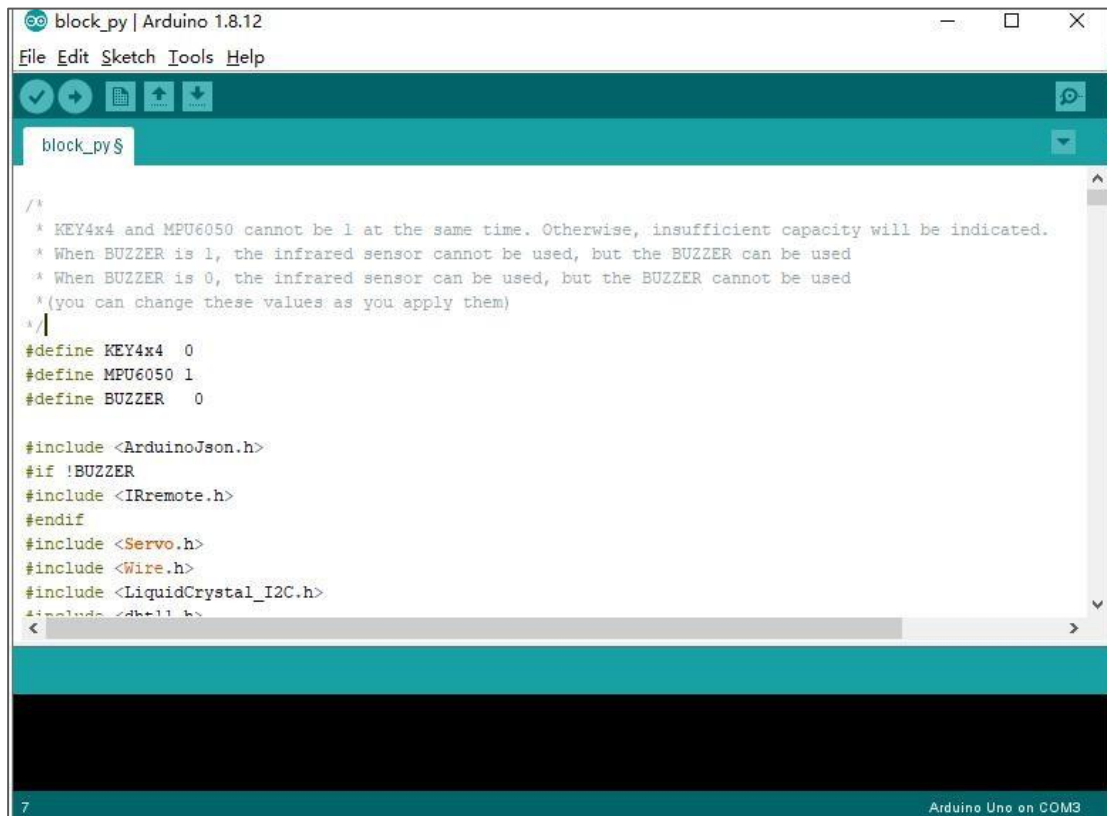 block_py | Arduino 1.8.12
File Edit Sketch Tools Help
block_py §
/*
 * KEY4x4 and MPU6050 cannot be 1 at the same time. Otherwise, insufficient capacity will be indicated.
 * When BUZZER is 1, the infrared sensor cannot be used, but the BUZZER can be used
 * When BUZZER is 0, the infrared sensor can be used, but the BUZZER cannot be used
 *(you can change these values as you apply them)
*/
#define KEY4x4  0
#define MPU6050 1
#define BUZZER   0
#include <ArduinoJson.h>
#if !BUZZER
#include <IRremote.h>
#endif
#include <Servo.h>
#include <Wire.h>
#include <LiquidCrystal_I2C.h>
#include <dht11.h>
7
Arduino Uno on COM3